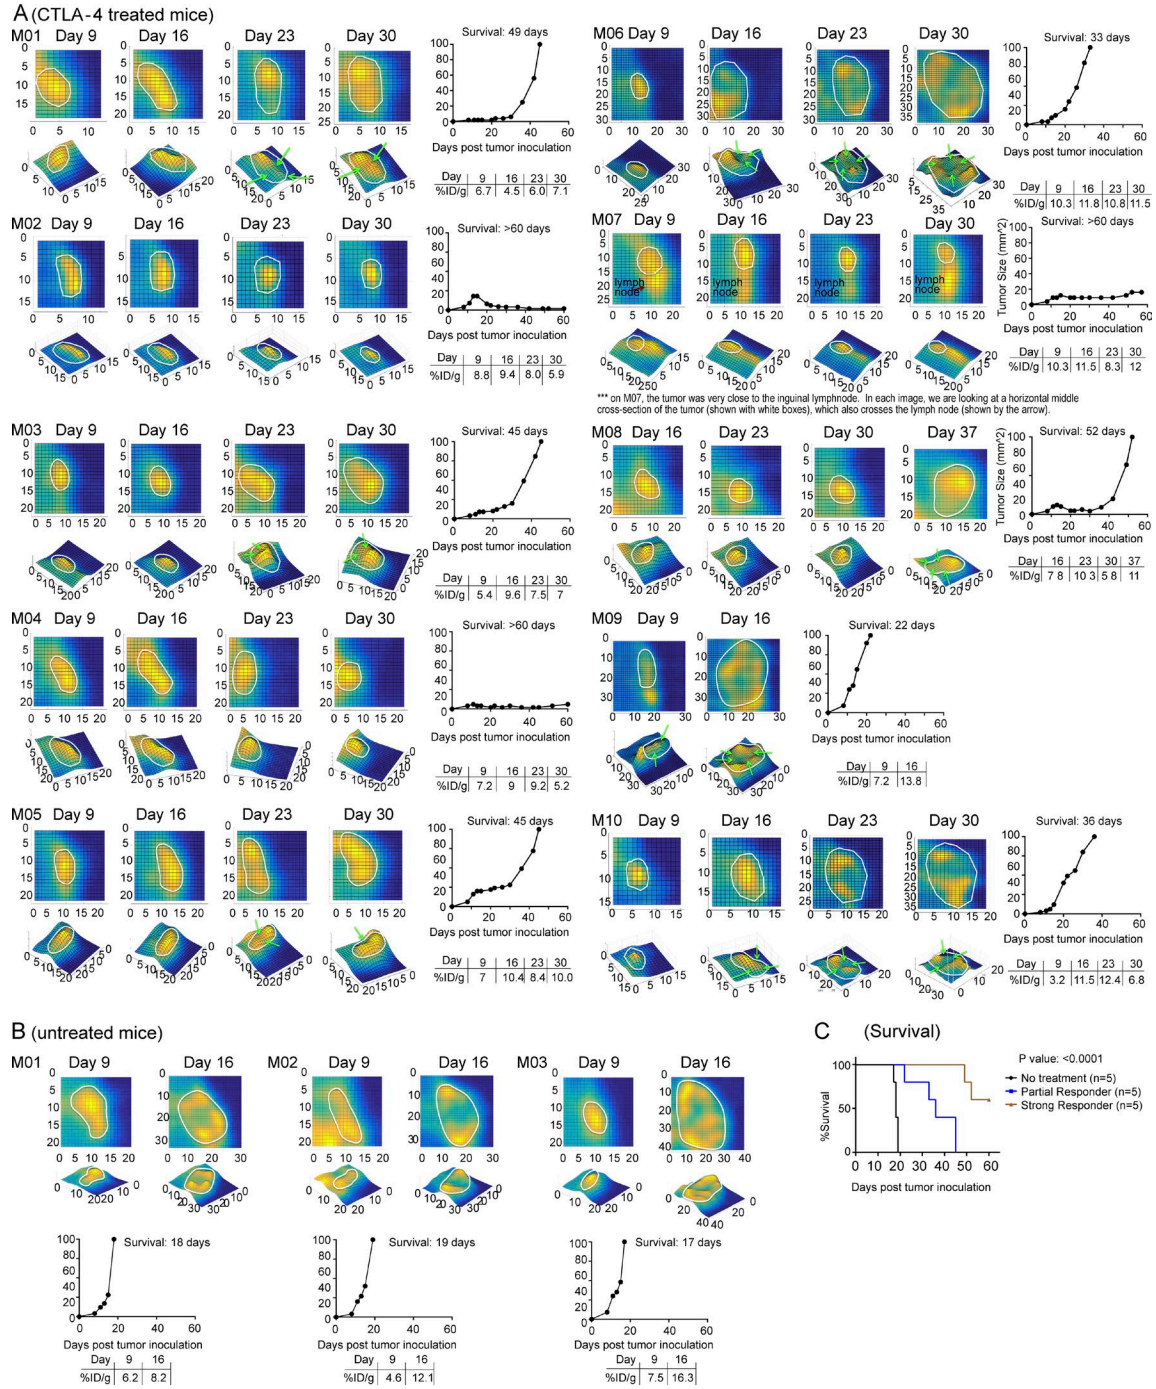 A (CTLA-4 treated mice)
M01 Day 9 Day 16 Day 23 Day 30
Survival: 49 days
Days post tumor inoculation
Day 9 16 23 30
%ID/g 6.7 4.5 6.0 7.1
M06 Day 9 Day 16 Day 23 Day 30
Survival: 33 days
Days post tumor inoculation
Day 9 16 23 30
%ID/g 10.3 11.8 10.8 11.5
M02 Day 9 Day 16 Day 23 Day 30
Survival: >60 days
Days post tumor inoculation
Day 9 16 23 30
%ID/g 8.8 9.4 8.0 5.9
M07 Day 9 Day 16 Day 23 Day 30
lymph node
lymph node
lymph node
lymph node
Survival: >60 days
Tumor Size (mm^2)
Days post tumor inoculation
Day 9 16 23 30
%ID/g 10.3 11.5 8.3 12
*** on M07, the tumor was very close to the inguinal lymphnode. In each image, we are looking at a horizontal middle
cross-section of the tumor (shown with white boxes), which also crosses the lymph node (shown by the arrow).
M03 Day 9 Day 16 Day 23 Day 30
Survival: 45 days
Days post tumor inoculation
Day 9 16 23 30
%ID/g 5.4 9.6 7.5 7
M08 Day 16 Day 23 Day 30 Day 37
Survival: 52 days
Tumor Size (mm^2)
Days post tumor inoculation
Day 16 23 30 37
%ID/g 7 8 10 3 5 8 11
M04 Day 9 Day 16 Day 23 Day 30
Survival: >60 days
Days post tumor inoculation
Day 9 16 23 30
%ID/g 7.2 9 9.2 5.2
M09 Day 9 Day 16
Survival: 22 days
Days post tumor inoculation
Day 9 16
%ID/g 7.2 13.8
M05 Day 9 Day 16 Day 23 Day 30
Survival: 45 days
Days post tumor inoculation
Day 9 16 23 30
%ID/g 7 10.4 8.4 10.0
M10 Day 9 Day 16 Day 23 Day 30
Survival: 36 days
Days post tumor inoculation
Day 9 16 23 30
%ID/g 3.2 11.5 12.4 6.8
B (untreated mice)
M01 Day 9 Day 16
Survival: 18 days
Days post tumor inoculation
Day 9 16
%ID/g 6.2 8.2
M02 Day 9 Day 16
Survival: 19 days
Days post tumor inoculation
Day 9 16
%ID/g 4.6 12.1
M03 Day 9 Day 16
Survival: 17 days
Days post tumor inoculation
Day 9 16
%ID/g 7.5 16.3
C (Survival)
P value: <0.0001
No treatment (n=5)
Partial Responder (n=5)
Strong Responder (n=5)
%Survival
100
50
0
0 10 20 30 40 50 60
Days post tumor inoculation